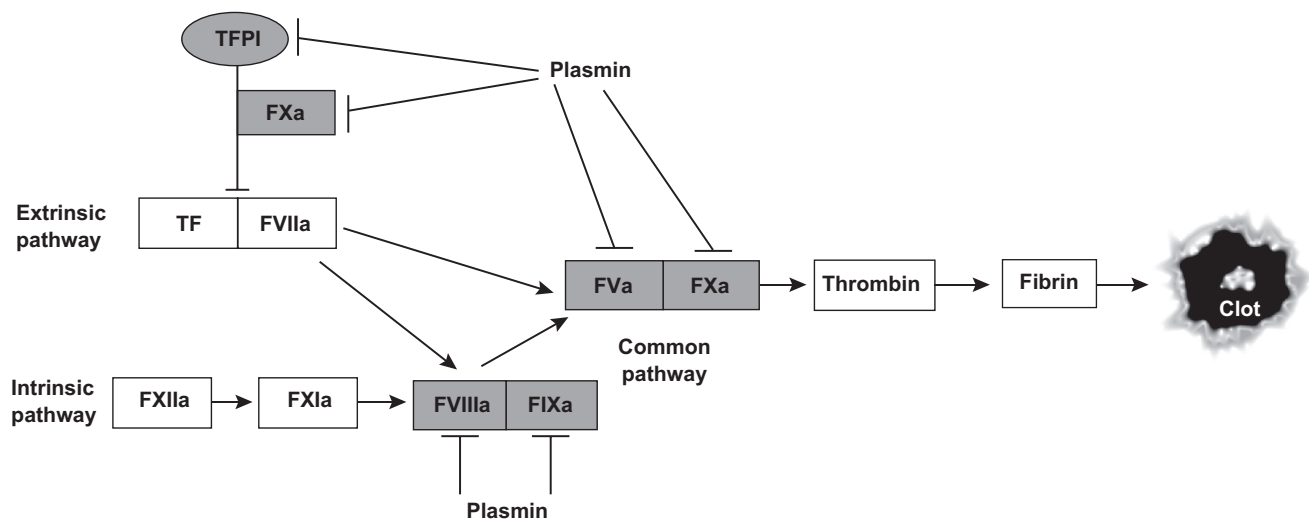 TFPI
Plasmin
FXa
Extrinsic
pathway
TF
FVIIa
FVa
FXa
Thrombin
Fibrin
Clot
Common
pathway
Intrinsic
pathway
FXIIa
FXIa
FVIIIa
FIXa
Plasmin